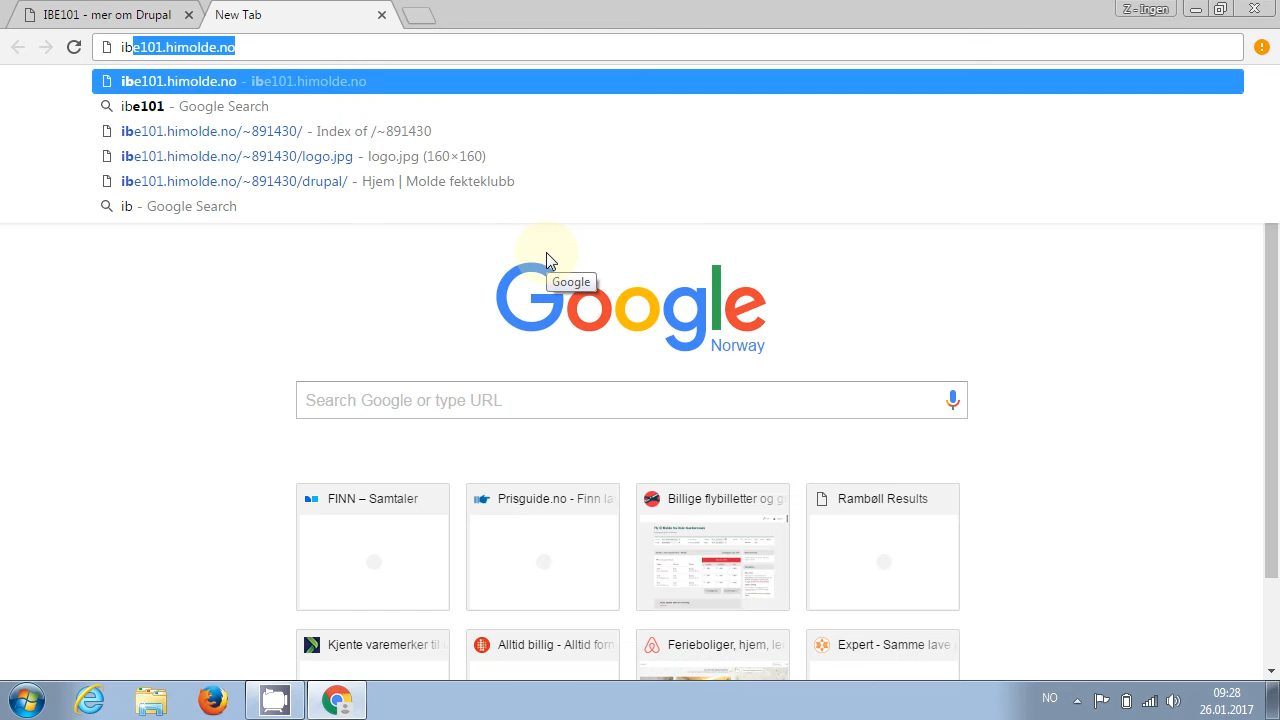 IBE101 - mer om Drupal
New Tab
Z - Ingen
ibe101.himolde.no
ibe101.himolde.no - ibe101.himolde.no
ibe101 - Google Search
ibe101.himolde.no/~891430/ - Index of /~891430
ibe101.himolde.no/~891430/logo.jpg - logo.jpg (160×160)
ibe101.himolde.no/~891430/drupal/ - Hjem | Molde fekteklubb
ib - Google Search
Google
Google
Norway
Search Google or type URL
FINN – Samtaler
Prisguide.no - Finn la
Billige flybilletter og g
Rambøll Results
Kjente varemerker til
Alltid billig - Alltid forn
Ferieboliger, hjem, le
Expert - Samme lave
NO
09:28
26.01.2017